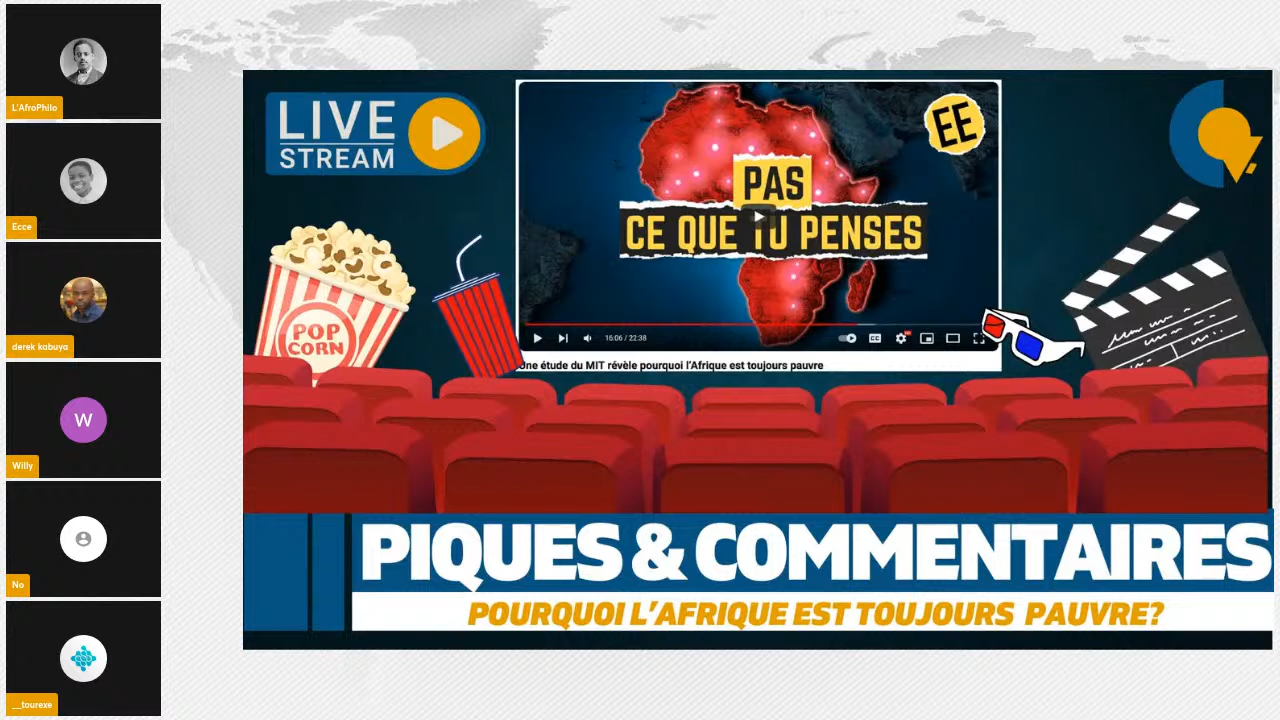 L'AfroPhilo
Ecce
derek kabuya
W
Willy
No
__tourexe
LIVE
STREAM
EE
PAS
CE QUE TU PENSES
16:06 / 22:38
CC
Une étude du MIT révèle pourquoi l'Afrique est toujours pauvre
POP
CORN
PIQUES & COMMENTAIRES
POURQUOI L'AFRIQUE EST TOUJOURS PAUVRE?